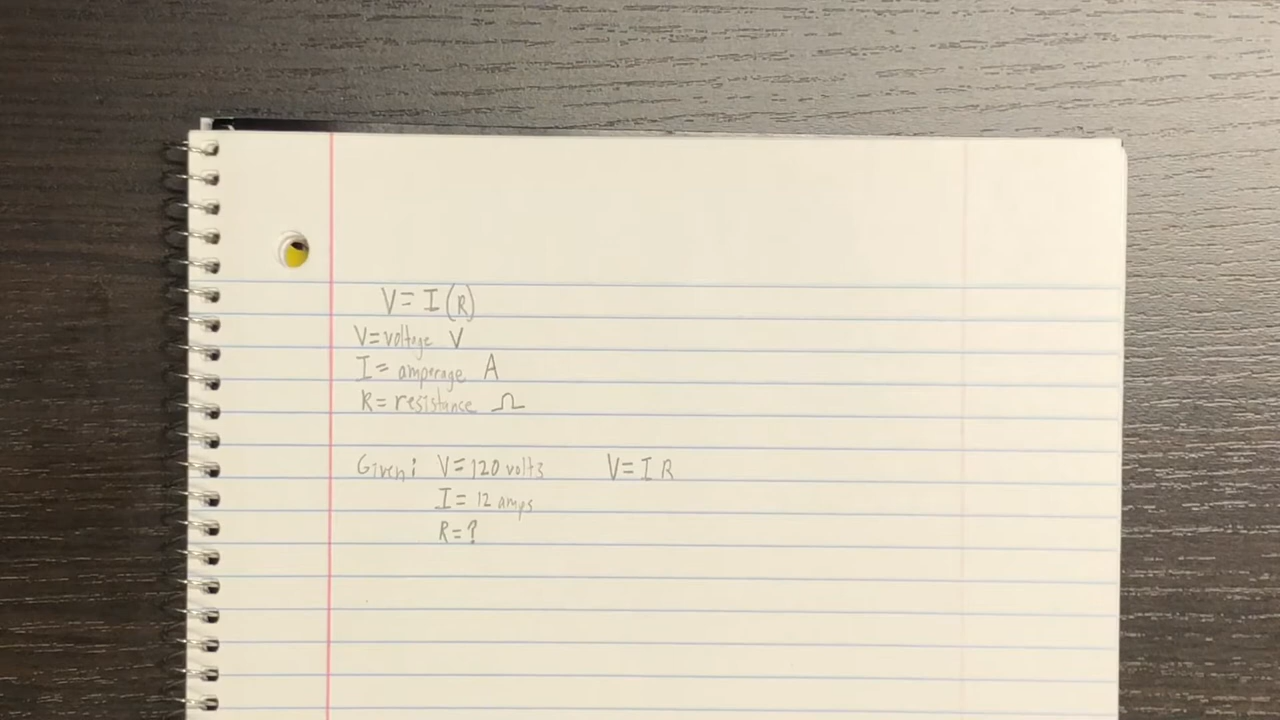 V = I (R)
V = voltage V
I = amperage A
R = resistance Ω
Given: V = 120 volts V = I R
I = 12 amps
R = ?